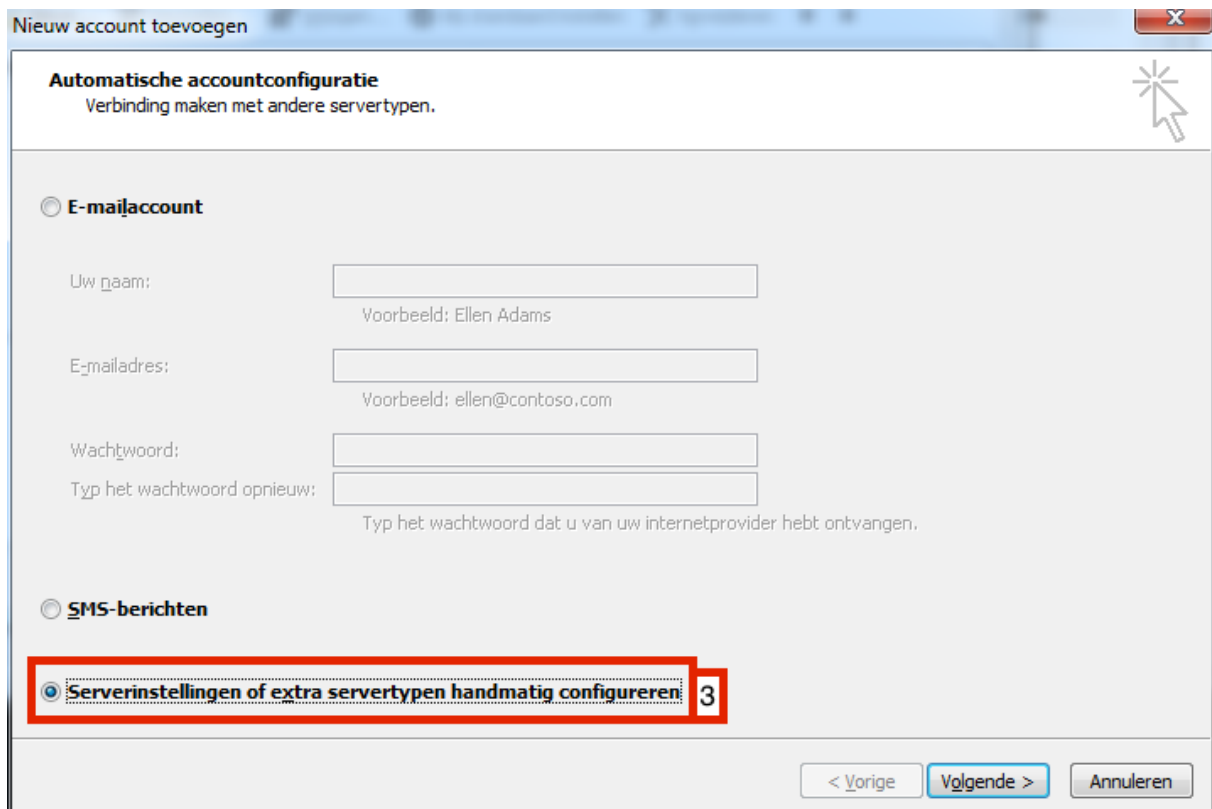 Nieuw account toevoegen
x
Automatische accountconfiguratie
Verbinding maken met andere servertypen.
E-mailaccount
Uw naam:
Voorbeeld: Ellen Adams
E-mailadres:
Voorbeeld: ellen@contoso.com
Wachtwoord:
Typ het wachtwoord opnieuw:
Typ het wachtwoord dat u van uw internetprovider hebt ontvangen.
SMS-berichten
Serverinstellingen of extra servertypen handmatig configureren 3
< Vorige Volgende > Annuleren